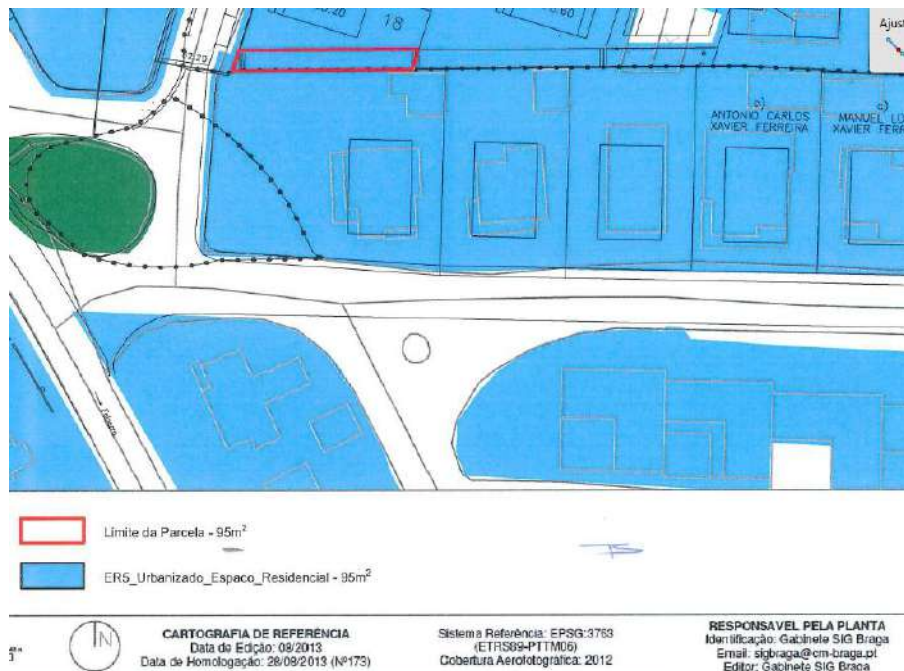 18
Ajust
ANTONIO CARLOS
XAVIER FERREIRA
MANUEL LO
XAVIER FERR
Limite da Parcela - 95m²
ER5_Urbanizado_Espaco_Residencial - 95m²
N
CARTOGRAFIA DE REFERÊNCIA
Data de Edição: 08/2013
Data de Homologação: 28/08/2013 (Nº173)
Sistema Referência: EPSG:3763
(ETRS89-PTTM06)
Cobertura Aerofotográfica: 2012
RESPONSAVEL PELA PLANTA
Identificação: Gabinete SIG Braga
Email: sigbraga@cm-braga.pt
Editor: Gabinete SIG Braga